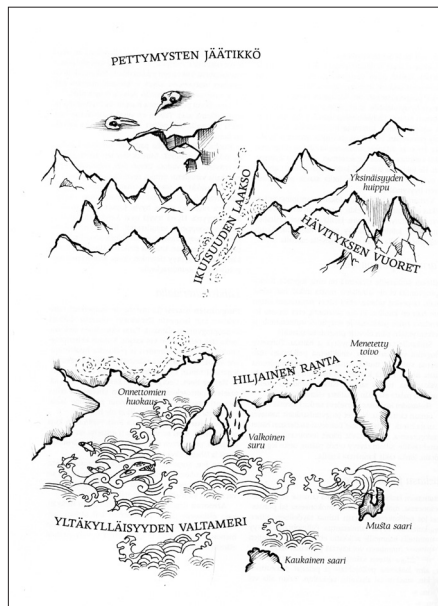 PETTYMYSTEN JÄÄTIKKÖ
Yksinäisyyden
huippu
IKUISUUDEN LAAKSO
HÄVITYKSEN VUORET
Menetetty
toivo
HILJAINEN RANTA
Onnettomien
huokaus
Valkoinen
suru
YLTÄKYLLÄISYYDEN VALTAMERI
Musta saari
Kaukainen saari